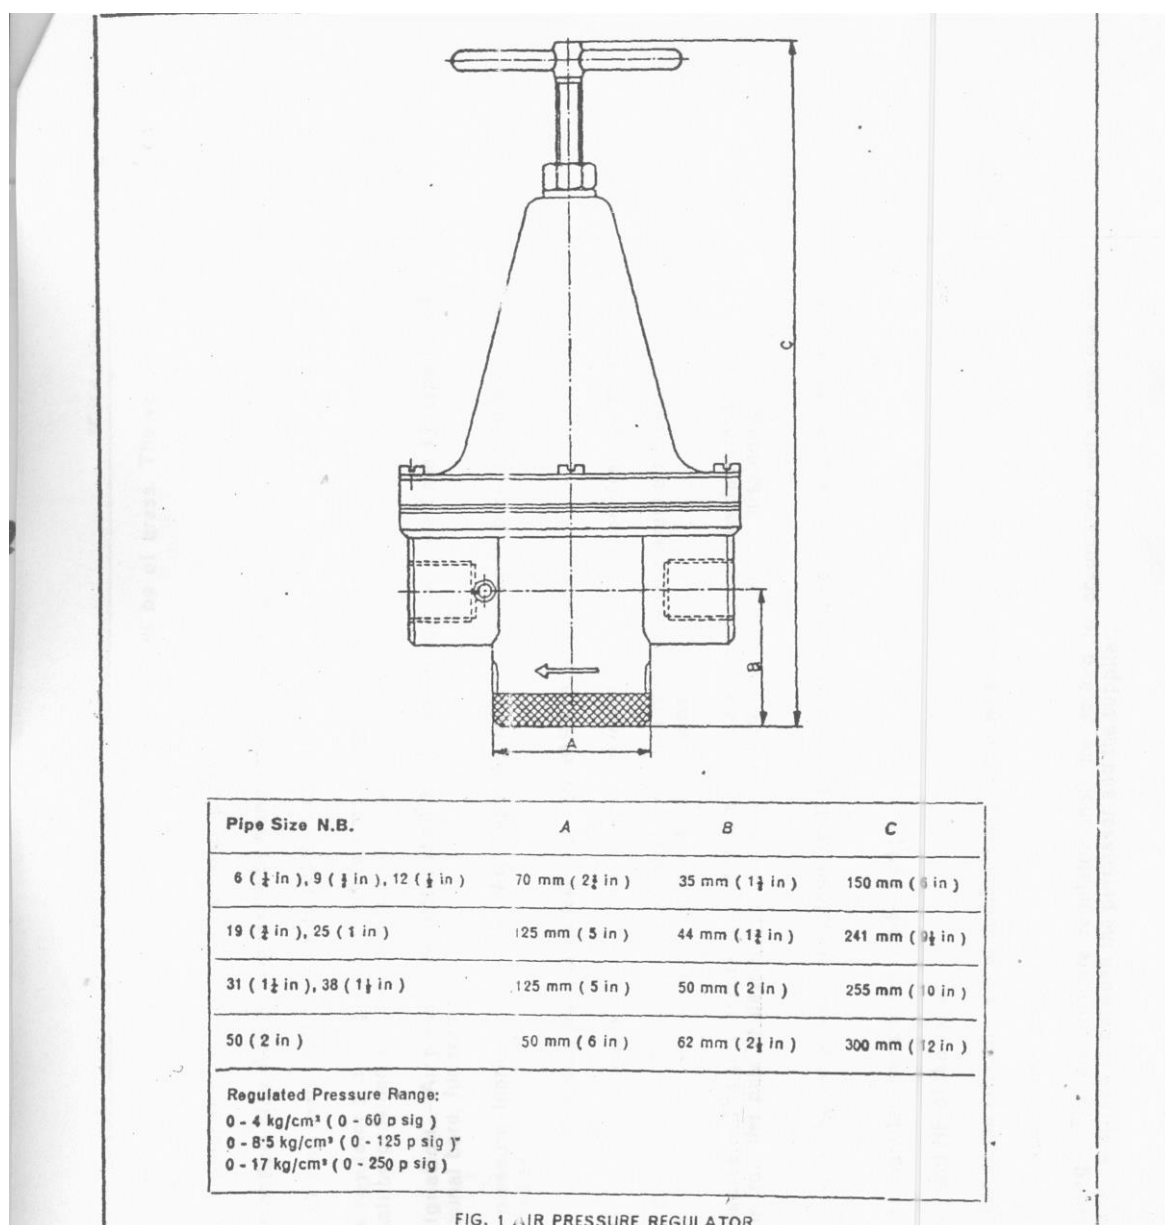 C
B
A
Pipe Size N.B. A B C
6 ( ¼ in ), 9 ( ⅜ in ), 12 ( ½ in ) 70 mm ( 2¾ in ) 35 mm ( 1⅜ in ) 150 mm ( 6 in )
19 ( ¾ in ), 25 ( 1 in ) 125 mm ( 5 in ) 44 mm ( 1¾ in ) 241 mm ( 9½ in )
31 ( 1¼ in ), 38 ( 1½ in ) 125 mm ( 5 in ) 50 mm ( 2 in ) 255 mm ( 10 in )
50 ( 2 in ) 50 mm ( 6 in ) 62 mm ( 2½ in ) 300 mm ( 12 in )
Regulated Pressure Range:
0 - 4 kg/cm² ( 0 - 60 p sig )
0 - 8·5 kg/cm² ( 0 - 125 p sig )
0 - 17 kg/cm² ( 0 - 250 p sig )
FIG. 1 AIR PRESSURE REGULATOR